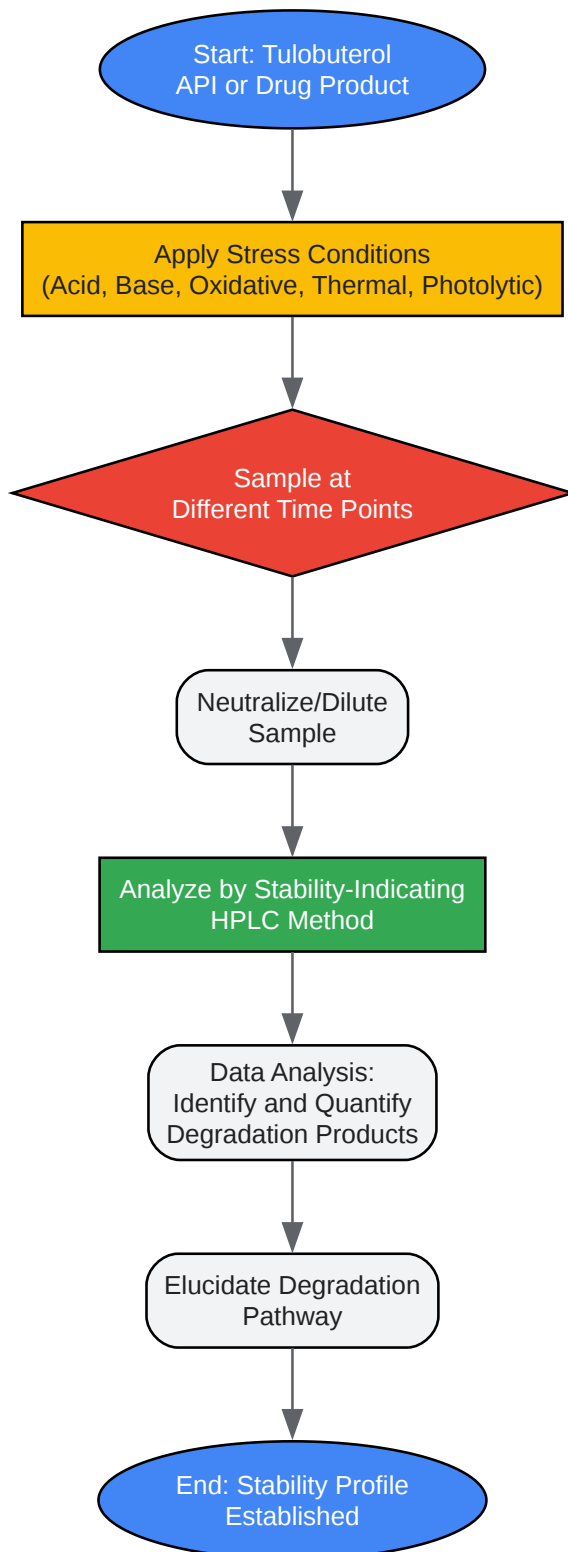 Start: Tulobuterol
API or Drug Product
Apply Stress Conditions
(Acid, Base, Oxidative, Thermal, Photolytic)
Sample at
Different Time Points
Neutralize/Dilute
Sample
Analyze by Stability-Indicating
HPLC Method
Data Analysis:
Identify and Quantify
Degradation Products
Elucidate Degradation
Pathway
End: Stability Profile
Established